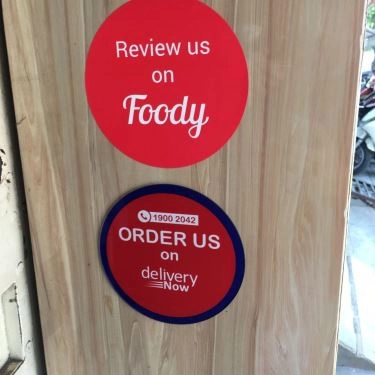 Review us
on
Foody
1900 2042
ORDER US
on
delivery
Now